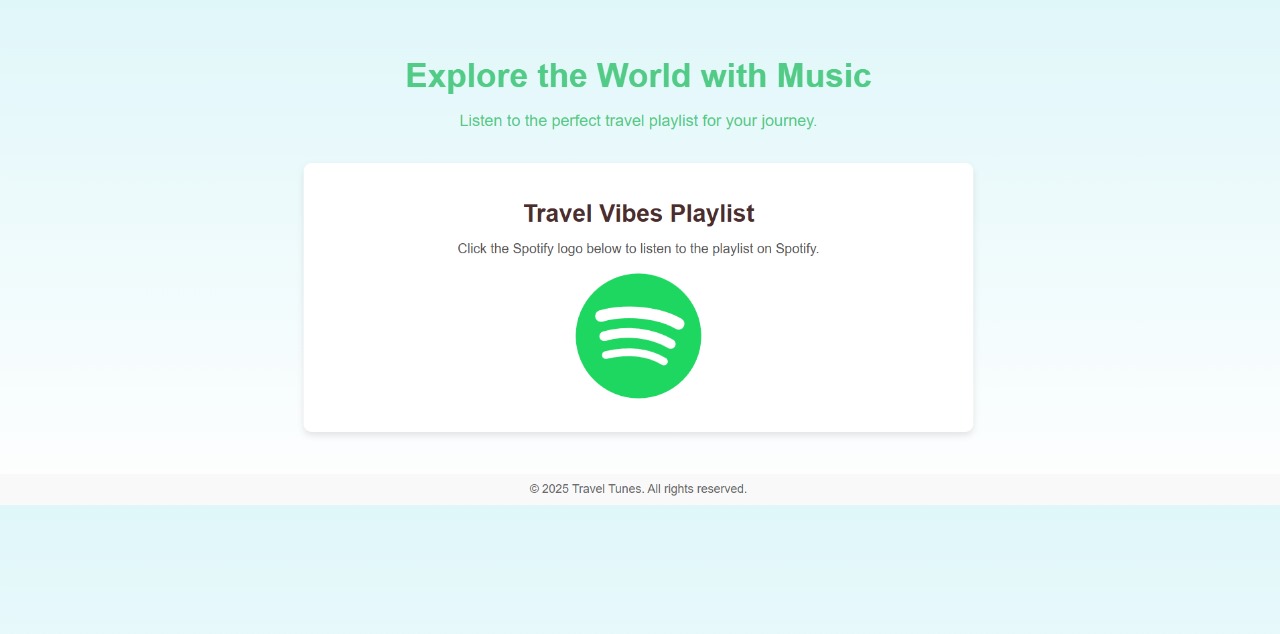 Explore the World with Music
Listen to the perfect travel playlist for your journey.
Travel Vibes Playlist
Click the Spotify logo below to listen to the playlist on Spotify.
© 2025 Travel Tunes. All rights reserved.